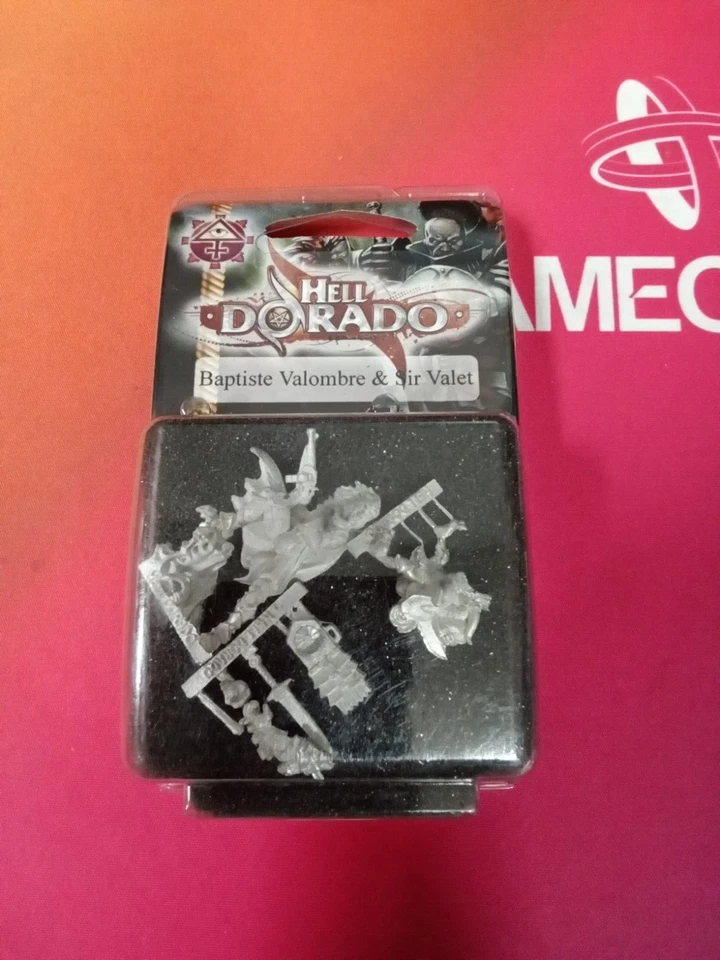 HELL
DORADO
Baptiste Valombre & Sir Valet
AMEC